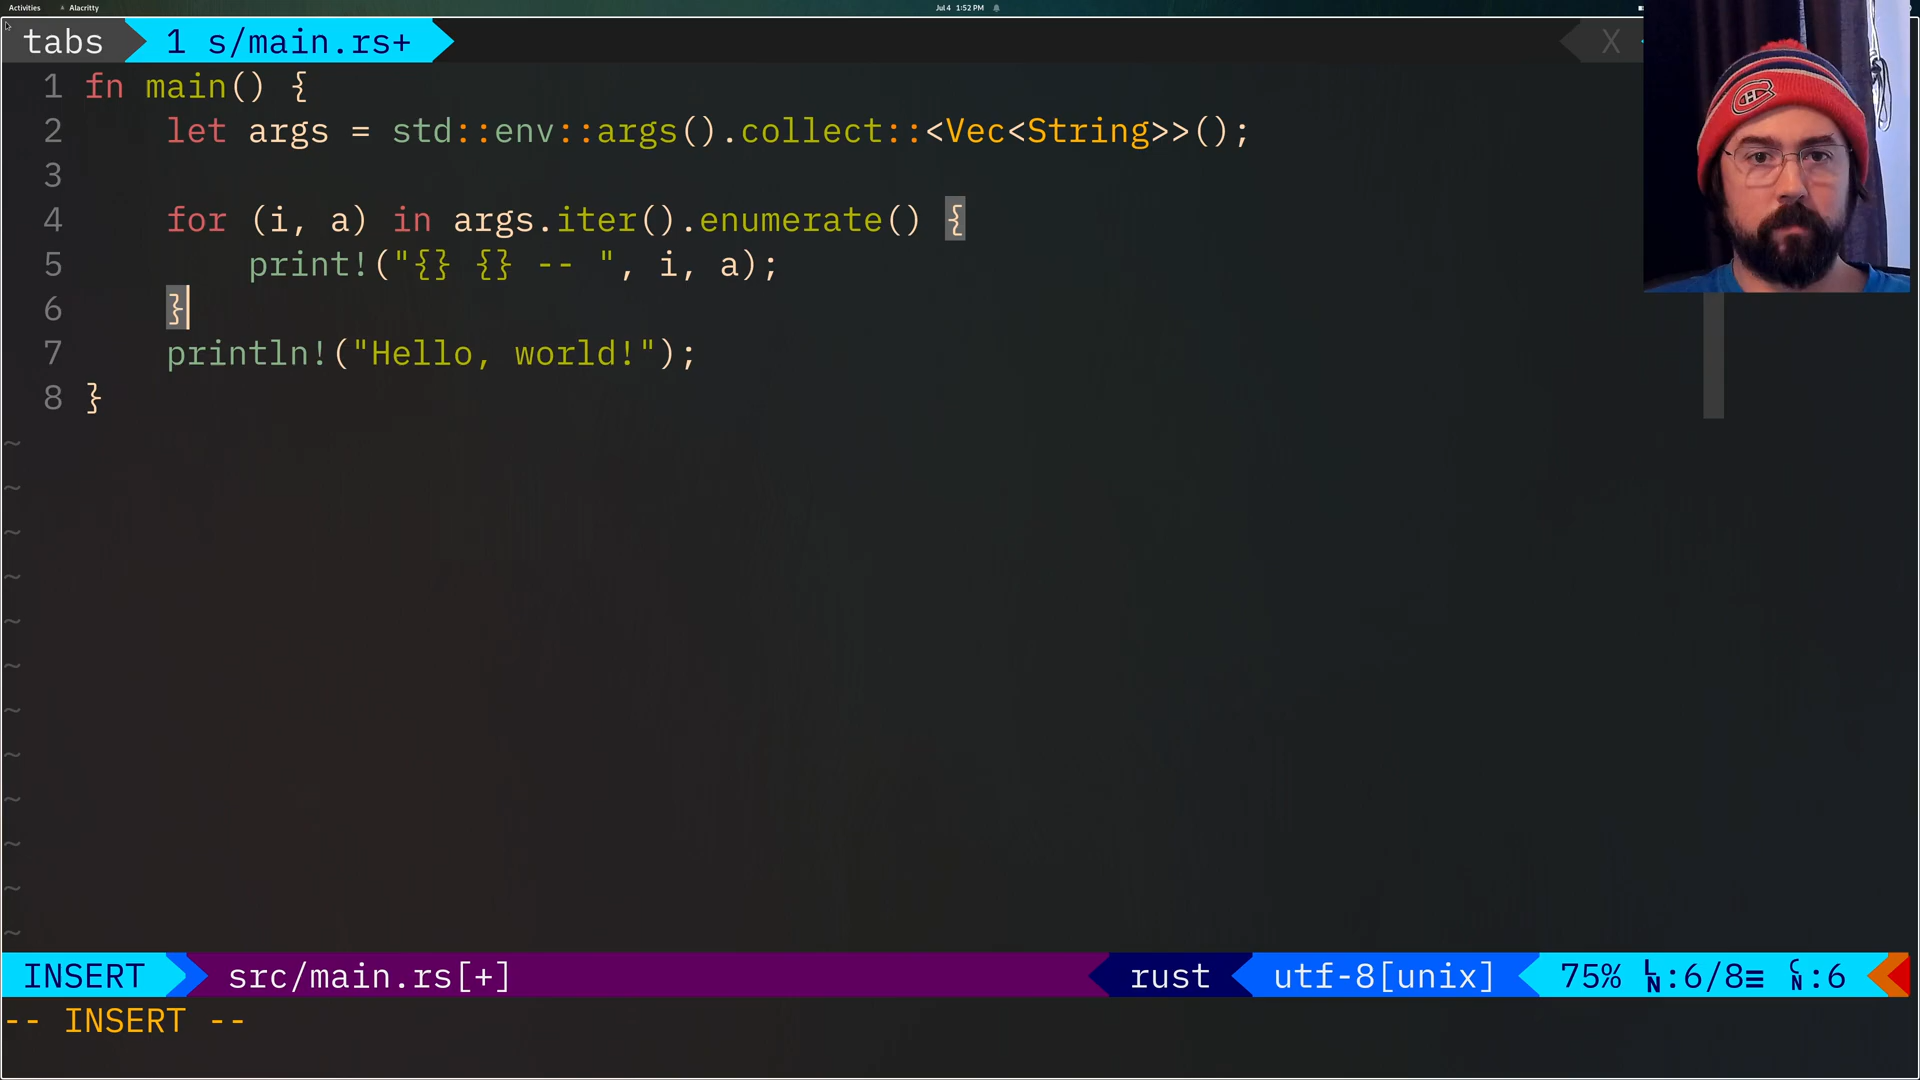 Activities Alacritty Jul 4 1:52 PM
tabs 1 s/main.rs+ X
1 fn main() {
2     let args = std::env::args().collect::<Vec<String>>();
3
4     for (i, a) in args.iter().enumerate() {
5         print!("{} {} -- ", i, a);
6     }
7     println!("Hello, world!");
8 }
~
~
~
~
~
~
~
~
~
~
~
~
INSERT src/main.rs[+] rust utf-8[unix] 75% LN:6/8≡ CN:6
-- INSERT --